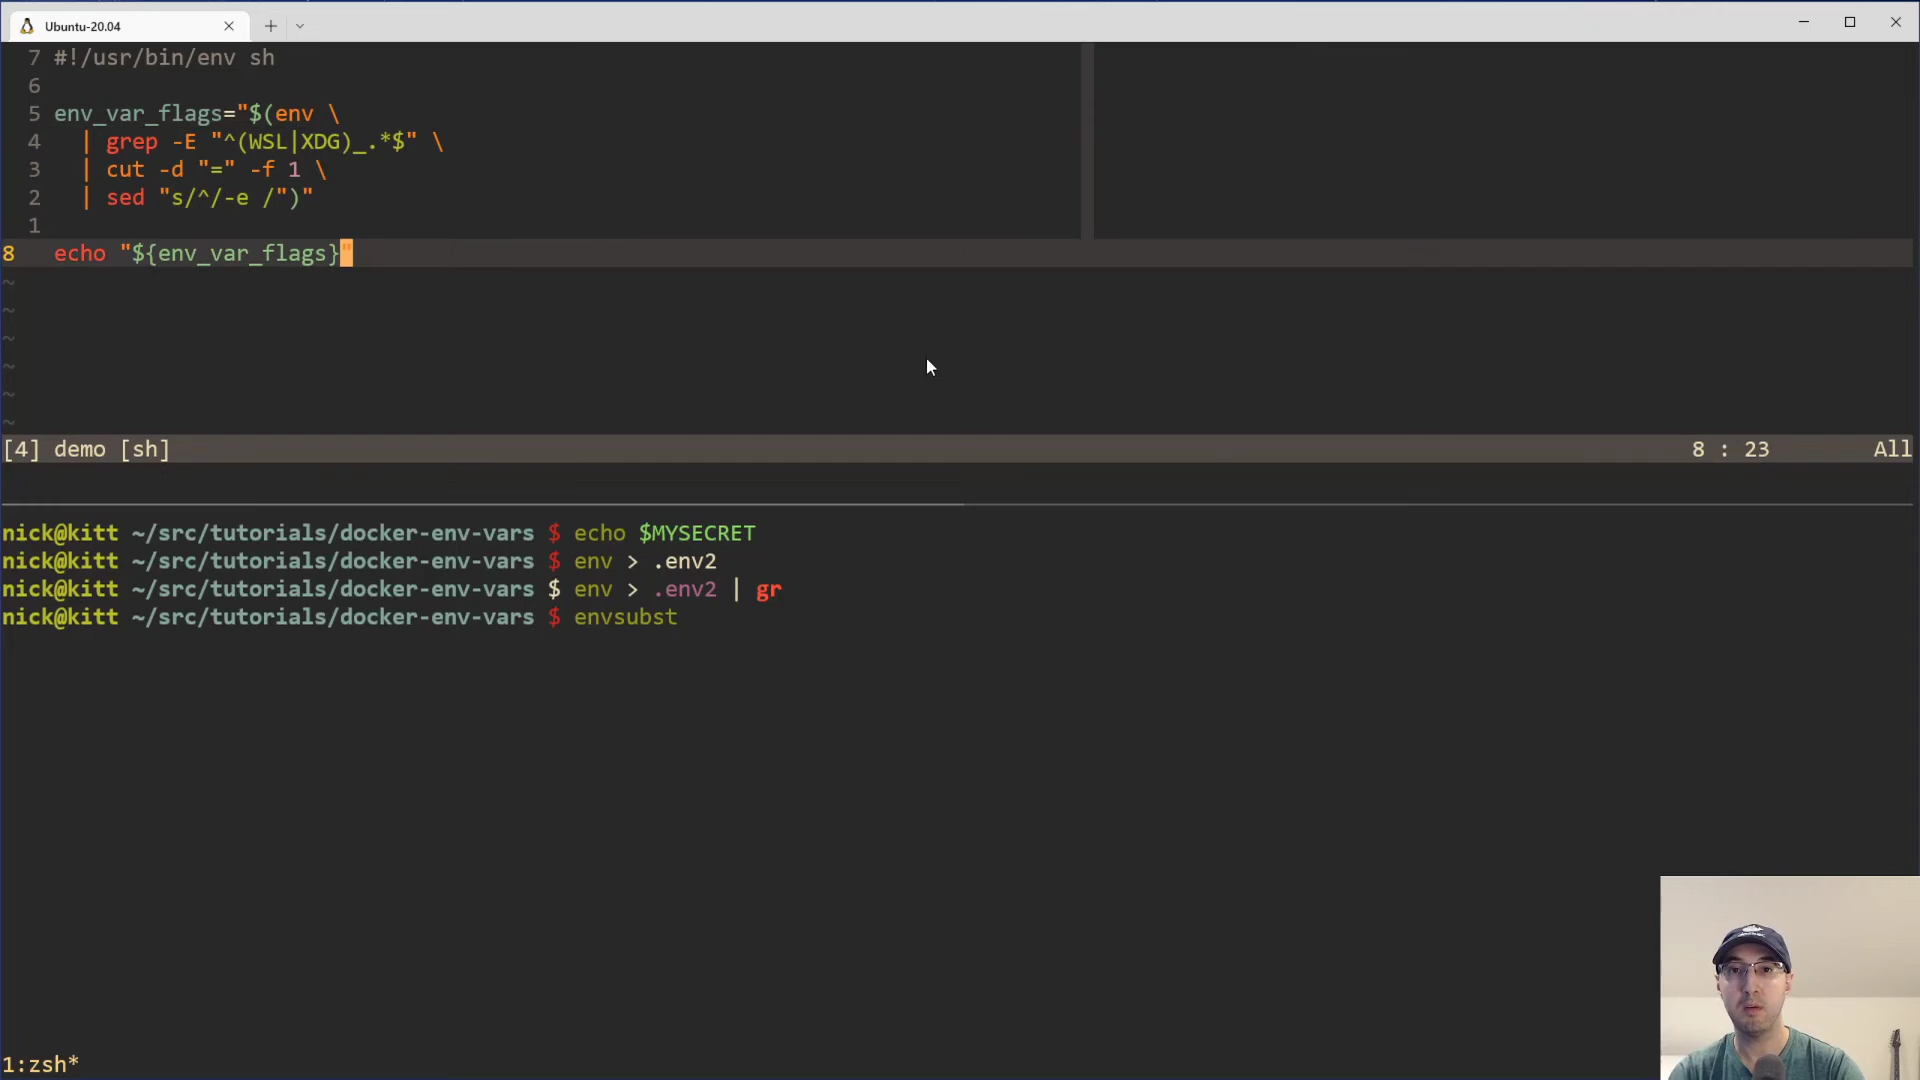 Ubuntu-20.04
7 #!/usr/bin/env sh
6
5 env_var_flags="$(env \
4 | grep -E "^(WSL|XDG)_.*$" \
3 | cut -d "=" -f 1 \
2 | sed "s/^/-e /")"
1
8 echo "${env_var_flags}"
~
~
~
~
~
~
[4] demo [sh] 8 : 23 All
nick@kitt ~/src/tutorials/docker-env-vars $ echo $MYSECRET
nick@kitt ~/src/tutorials/docker-env-vars $ env > .env2
nick@kitt ~/src/tutorials/docker-env-vars $ env > .env2 | gr
nick@kitt ~/src/tutorials/docker-env-vars $ envsubst
1:zsh*